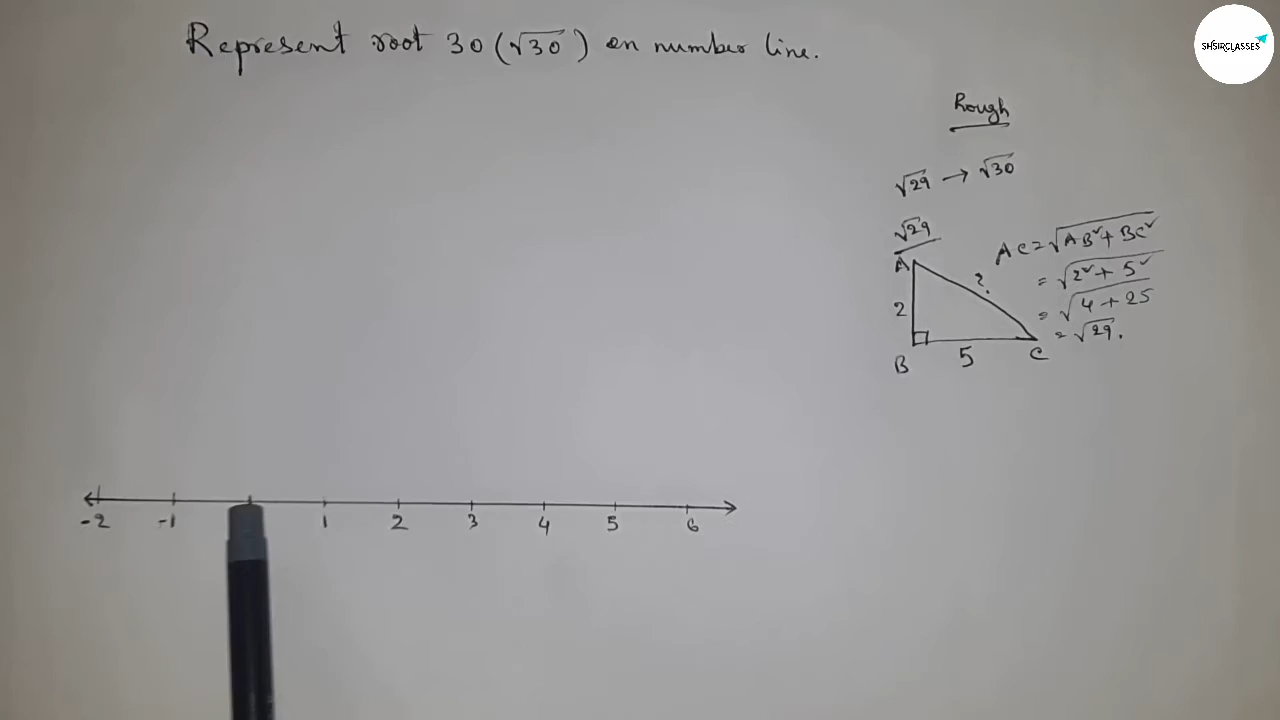 Represent root 30 (√30) on number line.
SHSIRCLASSES
Rough
√29 → √30
√29
A
AC = √AB²+BC²
?
= √2² + 5²
2
= √4 + 25
= √29.
B
5
C
-2 -1 1 2 3 4 5 6